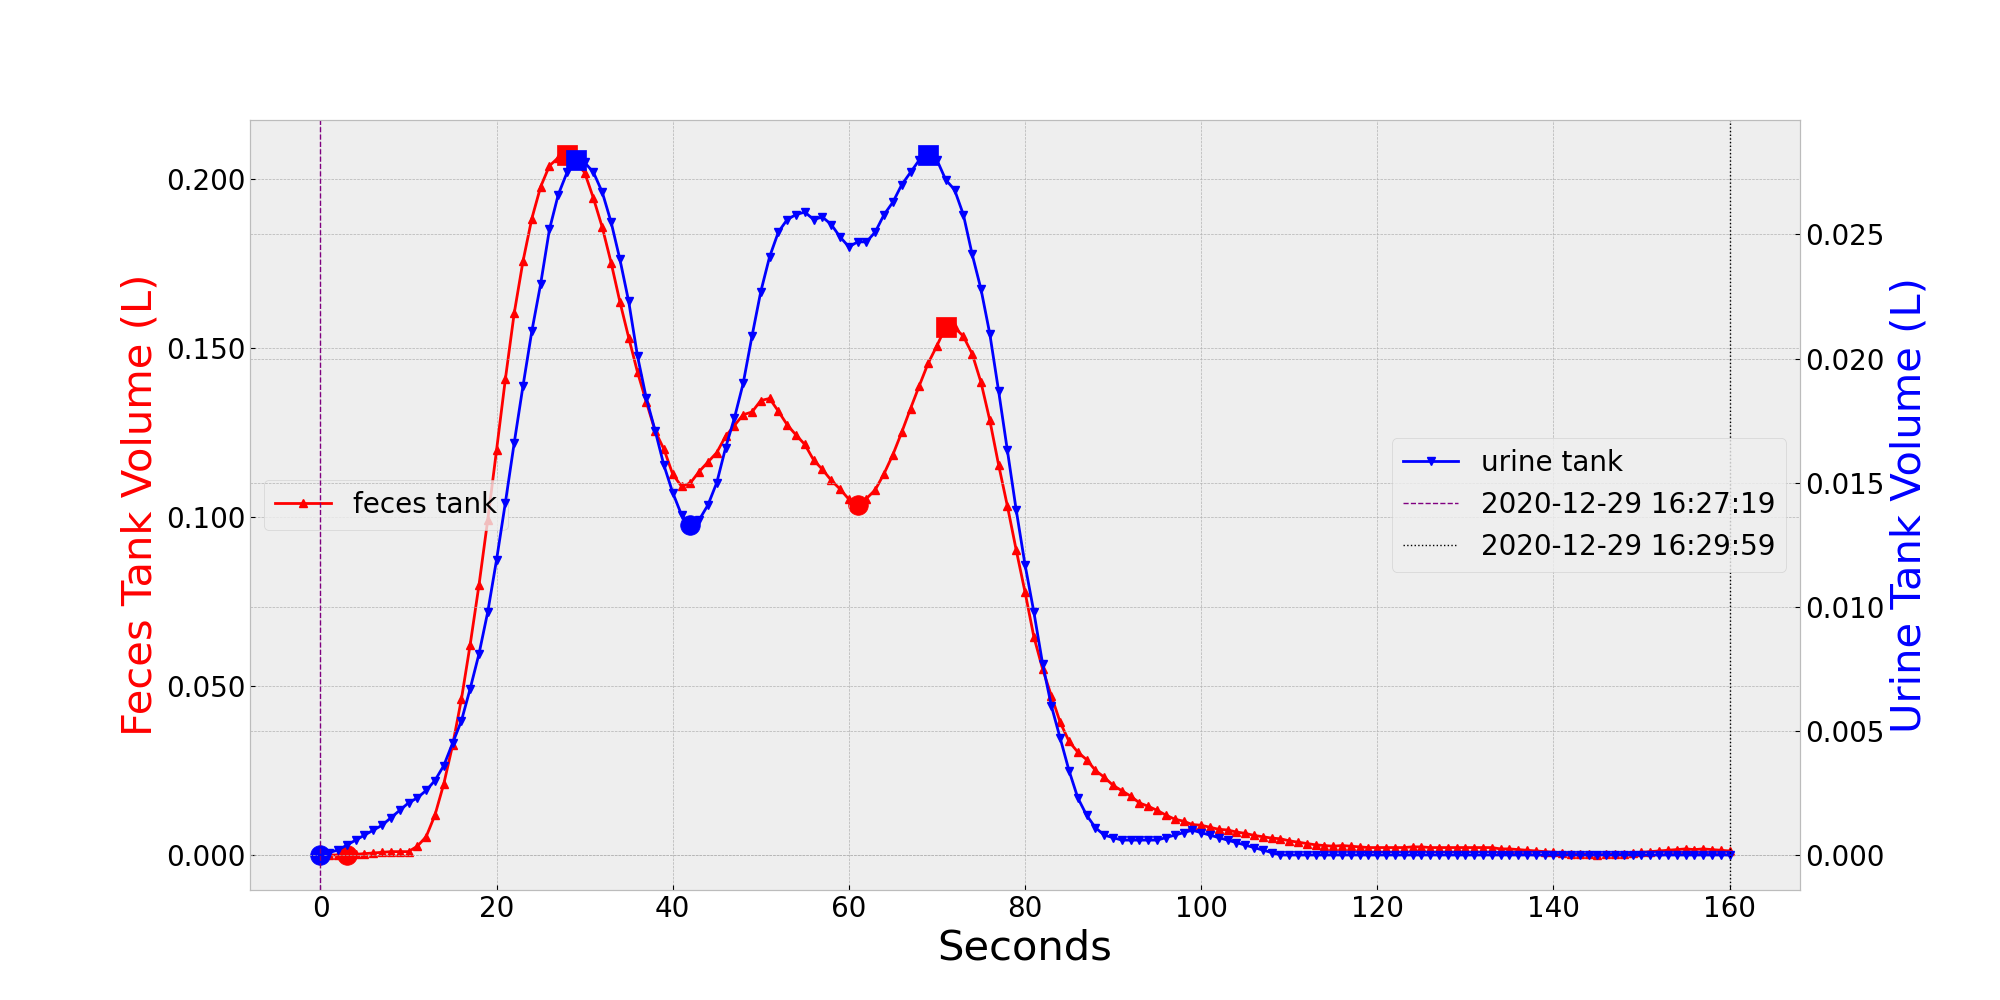 Feces Tank Volume (L)
0.200
0.150
0.100
0.050
0.000
feces tank
0 20 40 60 80 100 120 140 160
Seconds
urine tank
2020-12-29 16:27:19
2020-12-29 16:29:59
0.025
0.020
0.015
0.010
0.005
0.000
Urine Tank Volume (L)